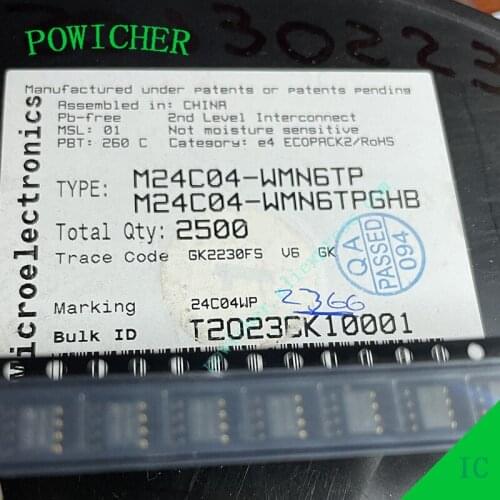 POWICHER
3023
Manufactured under patents or patents pending
Assembled in: CHINA
Pb-free 2nd Level Interconnect
MSL: 01 Not moisture sensitive
PBT: 260 C Category: e4 ECOPACK2/RoHS
Microelectronics
TYPE: M24C04-WMN6TP
M24C04-WMN6TPGHB
Total Qty: 2500
Trace Code GK2230FS V6 GK
QA
PASSED
094
Marking 24C04WP 2366
Bulk ID T2023CK10001
IC